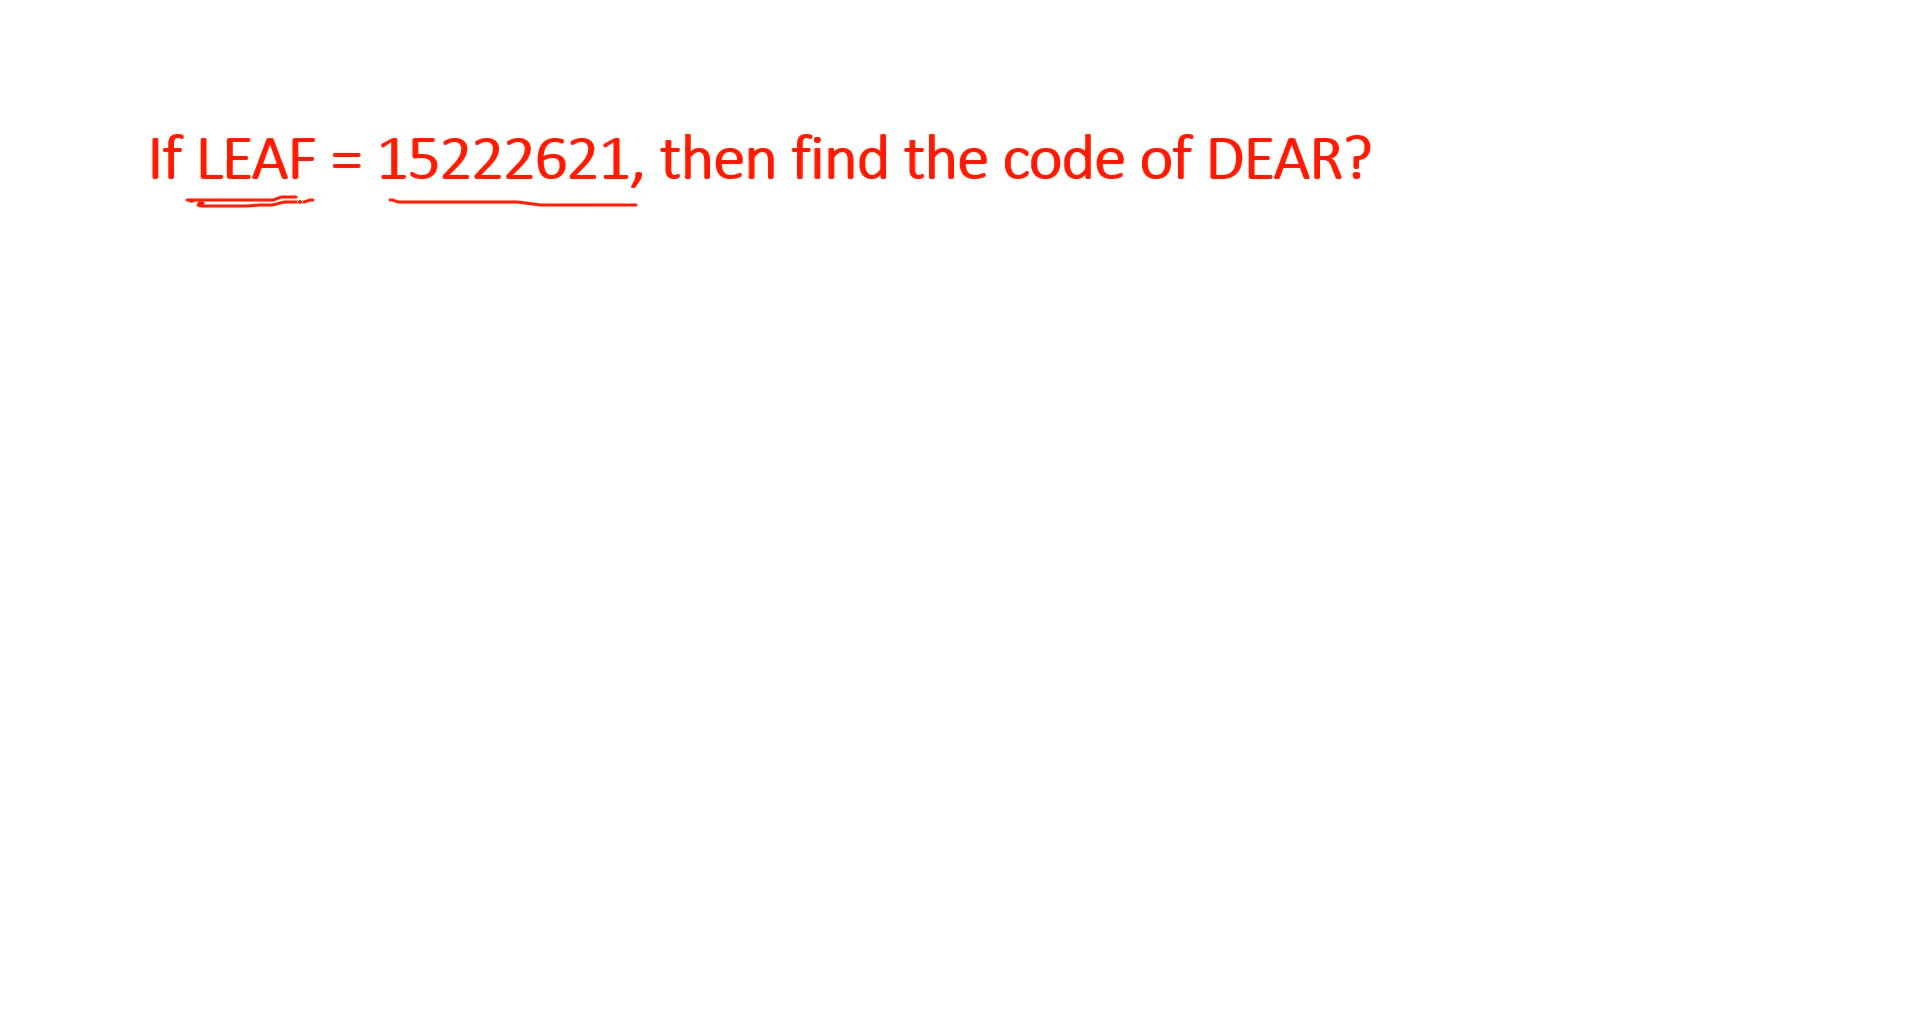 If LEAF = 15222621, then find the code of DEAR?